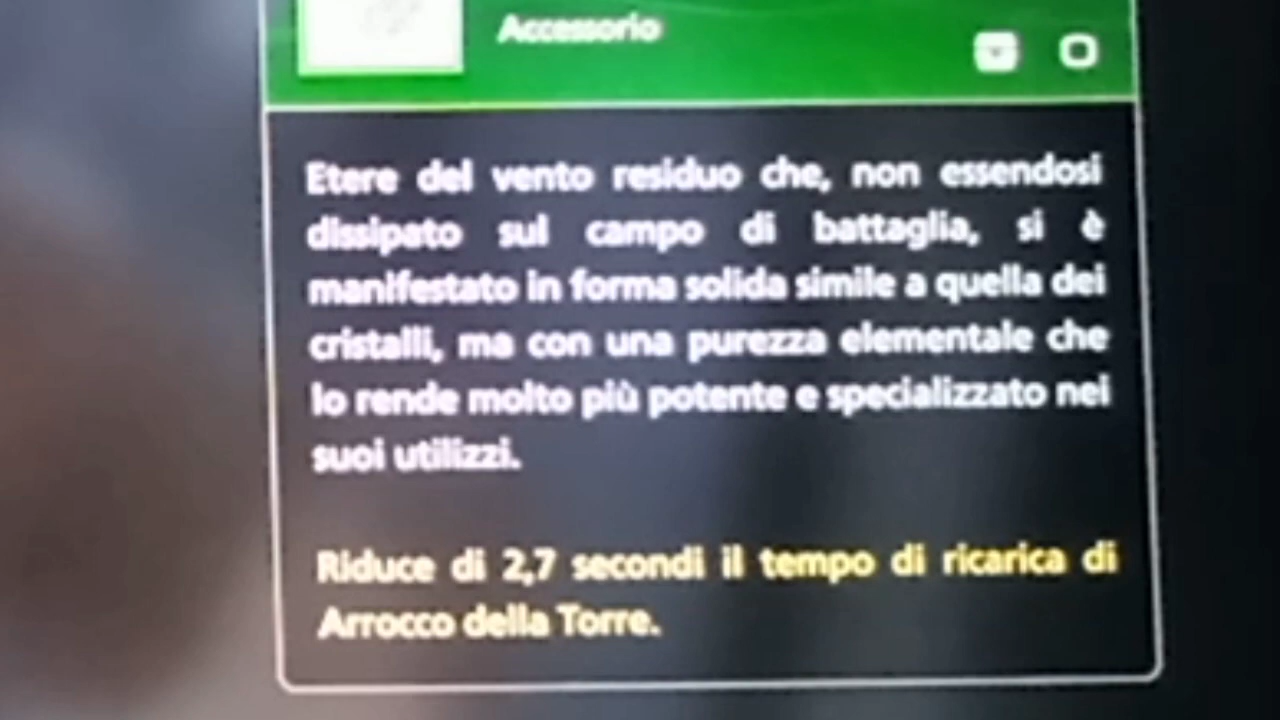 Accessorio
Etere del vento residuo che, non essendosi
dissipato sul campo di battaglia, si è
manifestato in forma solida simile a quella dei
cristalli, ma con una purezza elementale che
lo rende molto più potente e specializzato nei
suoi utilizzi.
Riduce di 2,7 secondi il tempo di ricarica di
Arrocco della Torre.